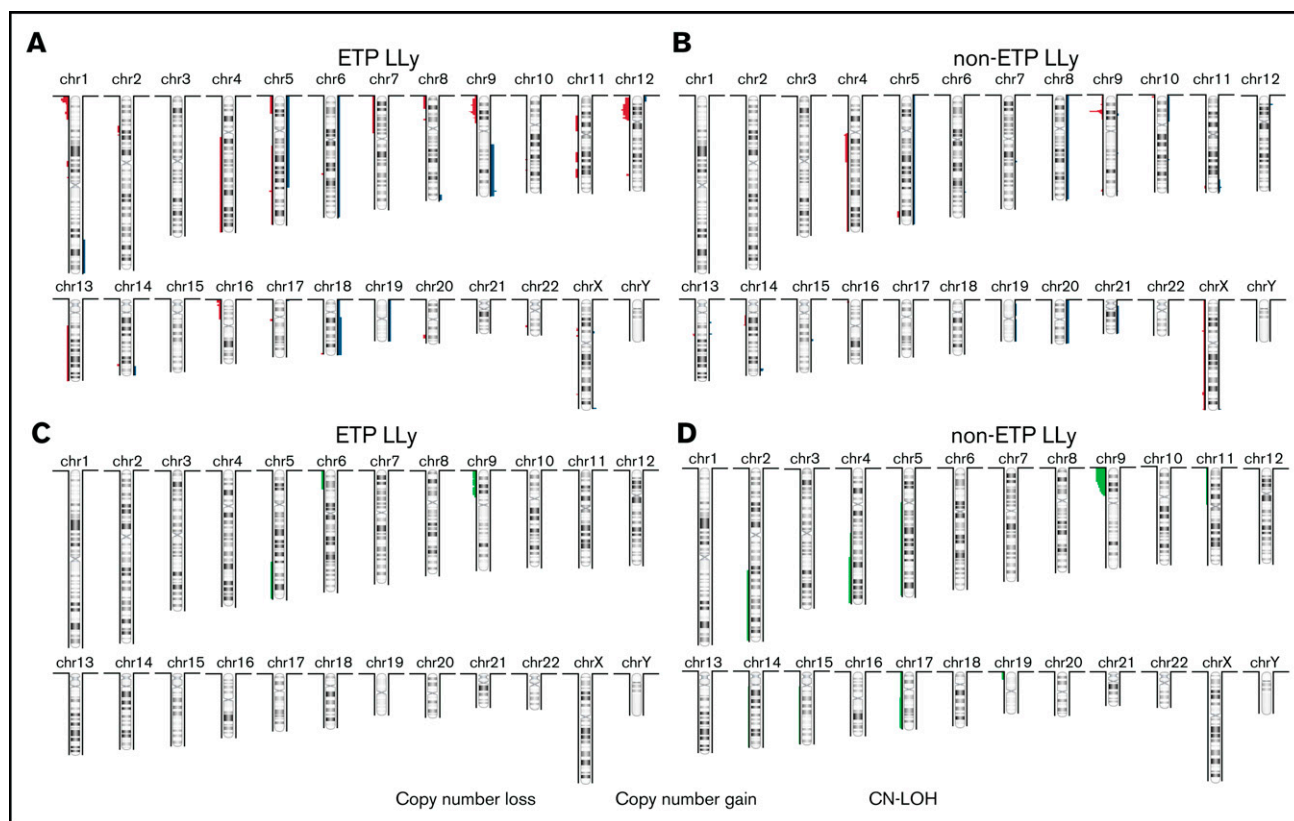 A
ETP LLy
chr1 chr2 chr3 chr4 chr5 chr6 chr7 chr8 chr9 chr10 chr11 chr12
chr13 chr14 chr15 chr16 chr17 chr18 chr19 chr20 chr21 chr22 chrX chrY
B
non-ETP LLy
chr1 chr2 chr3 chr4 chr5 chr6 chr7 chr8 chr9 chr10 chr11 chr12
chr13 chr14 chr15 chr16 chr17 chr18 chr19 chr20 chr21 chr22 chrX chrY
C
ETP LLy
chr1 chr2 chr3 chr4 chr5 chr6 chr7 chr8 chr9 chr10 chr11 chr12
chr13 chr14 chr15 chr16 chr17 chr18 chr19 chr20 chr21 chr22 chrX chrY
D
non-ETP LLy
chr1 chr2 chr3 chr4 chr5 chr6 chr7 chr8 chr9 chr10 chr11 chr12
chr13 chr14 chr15 chr16 chr17 chr18 chr19 chr20 chr21 chr22 chrX chrY
Copy number loss Copy number gain CN-LOH